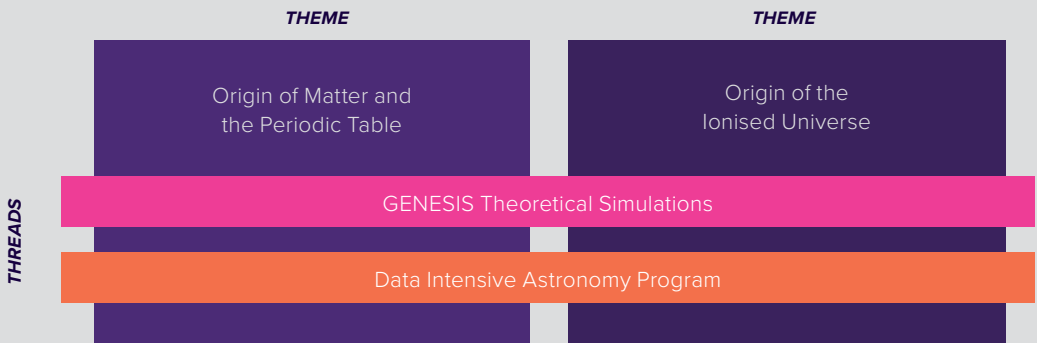 THEME
THEME
Origin of Matter and
the Periodic Table
Origin of the
Ionised Universe
THREADS
GENESIS Theoretical Simulations
Data Intensive Astronomy Program